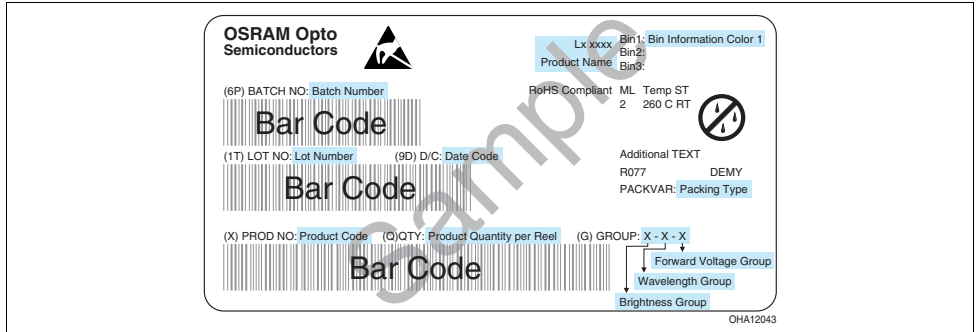 OSRAM Opto
Semiconductors
Lx xxxx
Product Name
Bin1: Bin Information Color 1
Bin2:
Bin3:
(6P) BATCH NO: Batch Number
RoHS Compliant ML Temp ST
2 260 C RT
Bar Code
(1T) LOT NO: Lot Number (9D) D/C: Date Code
Additional TEXT
Bar Code
R077 DEMY
PACKVAR: Packing Type
(X) PROD NO: Product Code (Q)QTY: Product Quantity per Reel (G) GROUP: X - X - X
Bar Code
Forward Voltage Group
Wavelength Group
Brightness Group
Sample
OHA12043